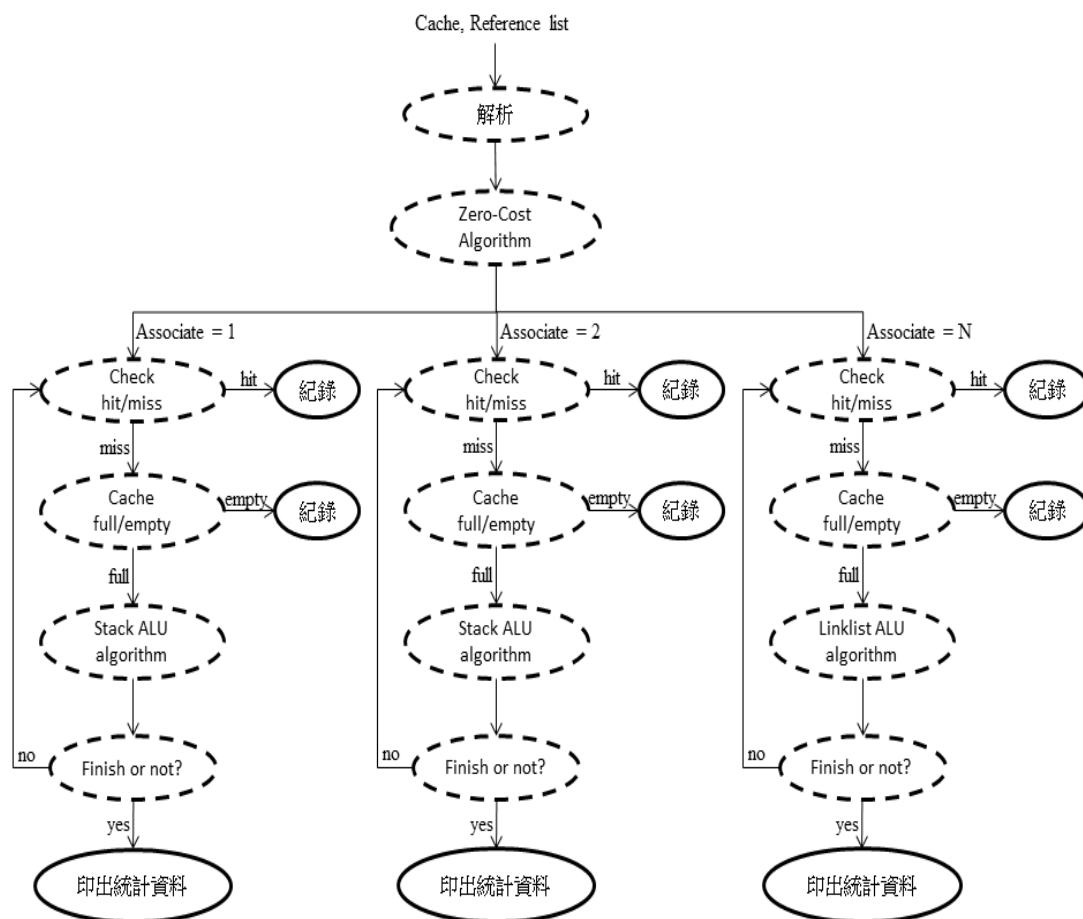 Cache, Reference list
解析
Zero-Cost
Algorithm
Associate = 1
Associate = 2
Associate = N
Check
hit/miss
hit
紀錄
Check
hit/miss
hit
紀錄
Check
hit/miss
hit
紀錄
miss
miss
miss
Cache
full/empty
empty
紀錄
Cache
full/empty
empty
紀錄
Cache
full/empty
empty
紀錄
full
full
full
Stack ALU
algorithm
Stack ALU
algorithm
Linklist ALU
algorithm
no
Finish or not?
no
Finish or not?
no
Finish or not?
yes
yes
yes
印出統計資料
印出統計資料
印出統計資料